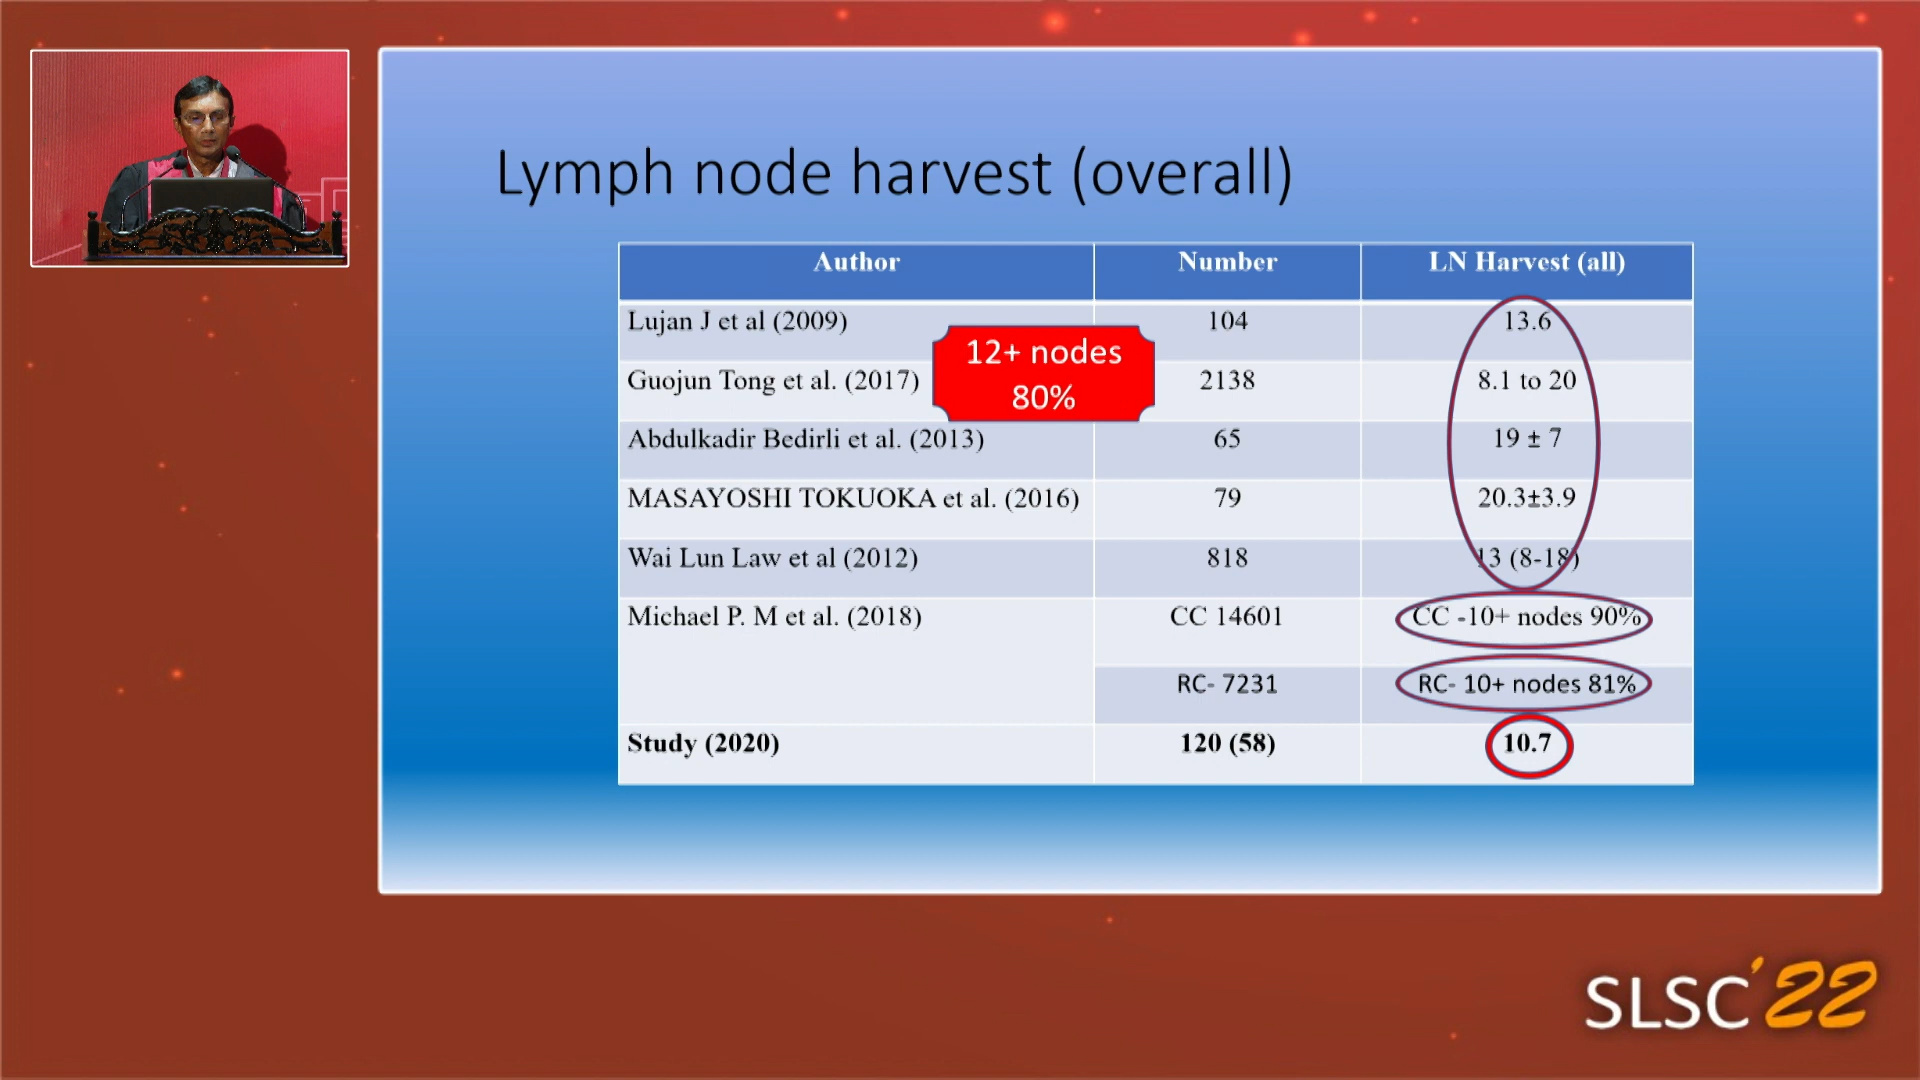 Lymph node harvest (overall)
Author Number LN Harvest (all)
Lujan J et al (2009) 104 13.6
12+ nodes
80%
Guojun Tong et al. (2017) 2138 8.1 to 20
Abdulkadir Bedirli et al. (2013) 65 19 ± 7
MASAYOSHI TOKUOKA et al. (2016) 79 20.3±3.9
Wai Lun Law et al (2012) 818 13 (8-18)
Michael P. M et al. (2018) CC 14601 CC -10+ nodes 90%
RC- 7231 RC- 10+ nodes 81%
Study (2020) 120 (58) 10.7
SLSC'22